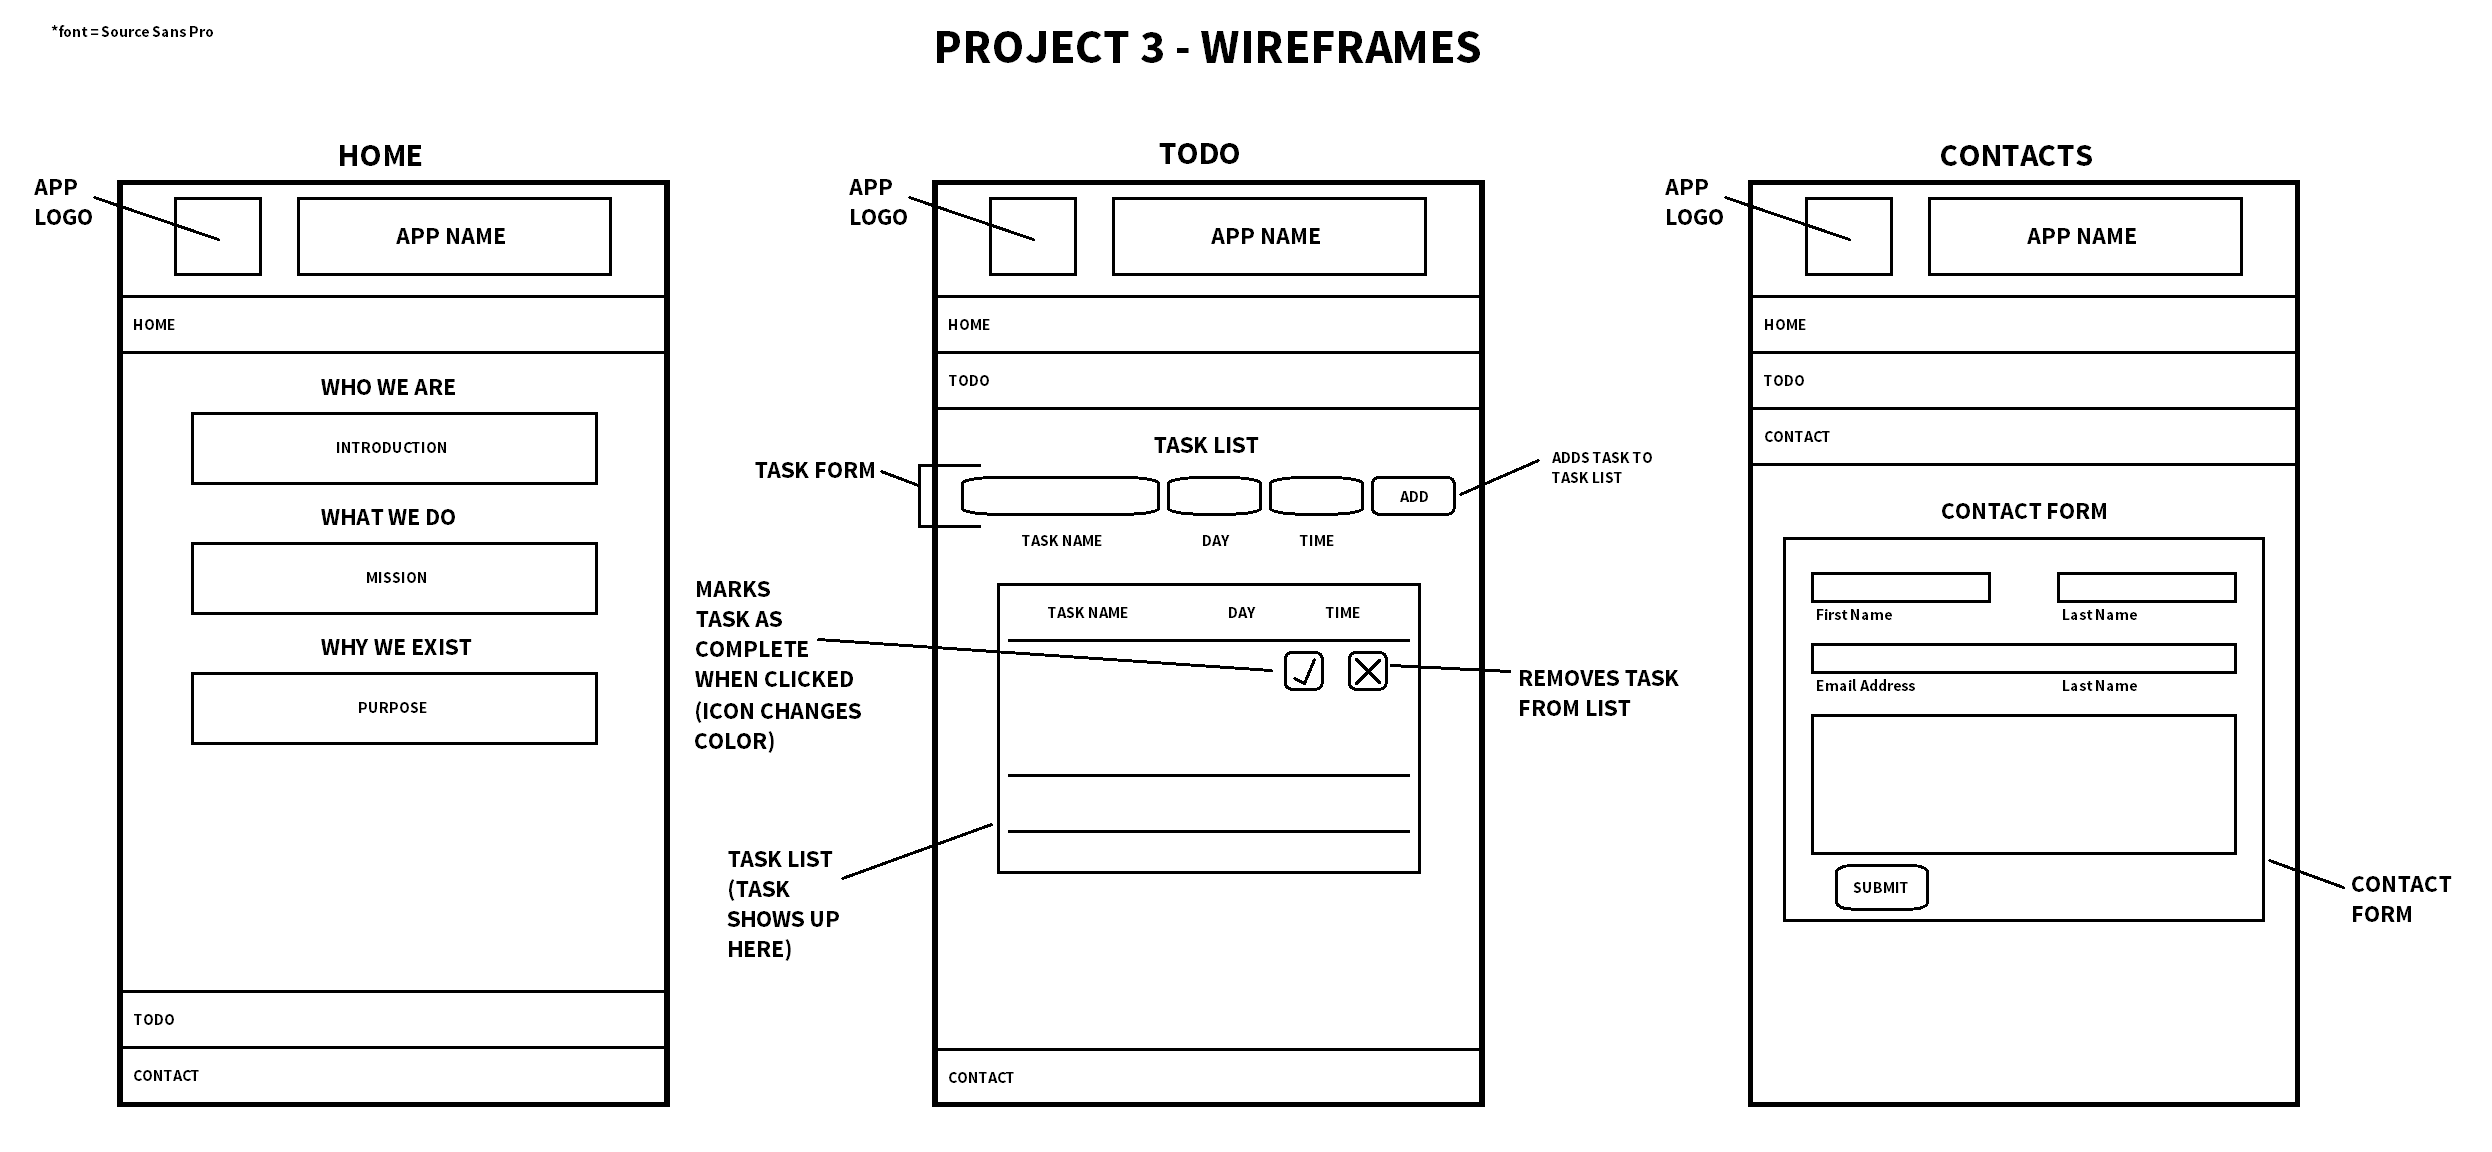 *font = Source Sans Pro
PROJECT 3 - WIREFRAMES
HOME
APP
LOGO
APP NAME
HOME
WHO WE ARE
INTRODUCTION
WHAT WE DO
MISSION
WHY WE EXIST
PURPOSE
TODO
CONTACT
TODO
APP
LOGO
APP NAME
HOME
TODO
TASK LIST
TASK FORM
ADD
ADDS TASK TO
TASK LIST
TASK NAME DAY TIME
MARKS
TASK AS
COMPLETE
WHEN CLICKED
(ICON CHANGES
COLOR)
TASK NAME DAY TIME
REMOVES TASK
FROM LIST
TASK LIST
(TASK
SHOWS UP
HERE)
CONTACT
CONTACTS
APP
LOGO
APP NAME
HOME
TODO
CONTACT
CONTACT FORM
First Name Last Name
Email Address Last Name
SUBMIT
CONTACT
FORM